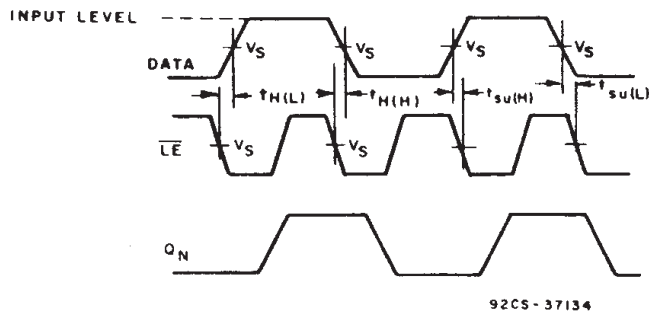 INPUT LEVEL
DATA
VS VS VS VS
tH(L) tH(H) tsu(H) tsu(L)
LE VS VS
QN
92CS-37134